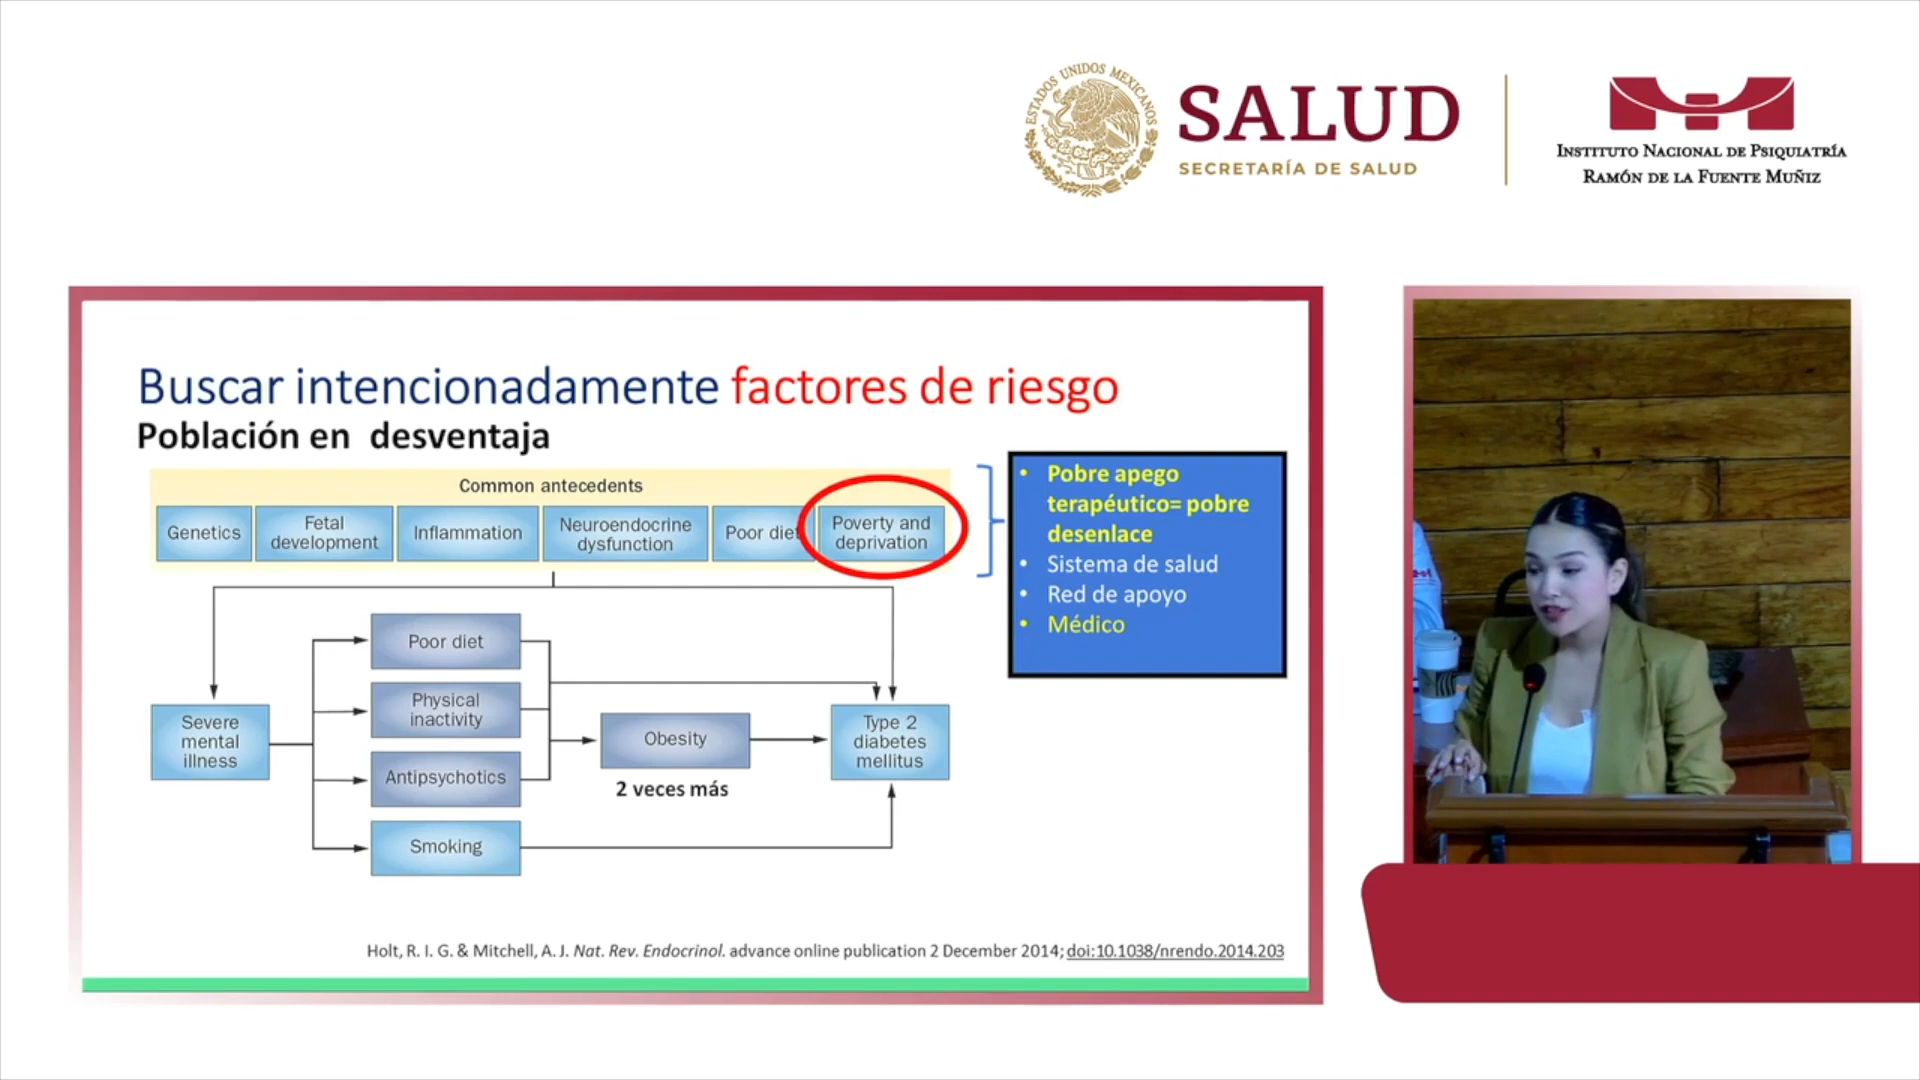 ESTADOS UNIDOS MEXICANOS
SALUD
SECRETARÍA DE SALUD
INSTITUTO NACIONAL DE PSIQUIATRÍA
RAMÓN DE LA FUENTE MUÑIZ
Buscar intencionadamente factores de riesgo
Población en desventaja
Common antecedents
Genetics
Fetal
development
Inflammation
Neuroendocrine
dysfunction
Poor diet
Poverty and
deprivation
• Pobre apego
terapéutico= pobre
desenlace
• Sistema de salud
• Red de apoyo
• Médico
Severe
mental
illness
Poor diet
Physical
inactivity
Antipsychotics
Smoking
Obesity
2 veces más
Type 2
diabetes
mellitus
Holt, R. I. G. & Mitchell, A. J. Nat. Rev. Endocrinol. advance online publication 2 December 2014; doi:10.1038/nrendo.2014.203